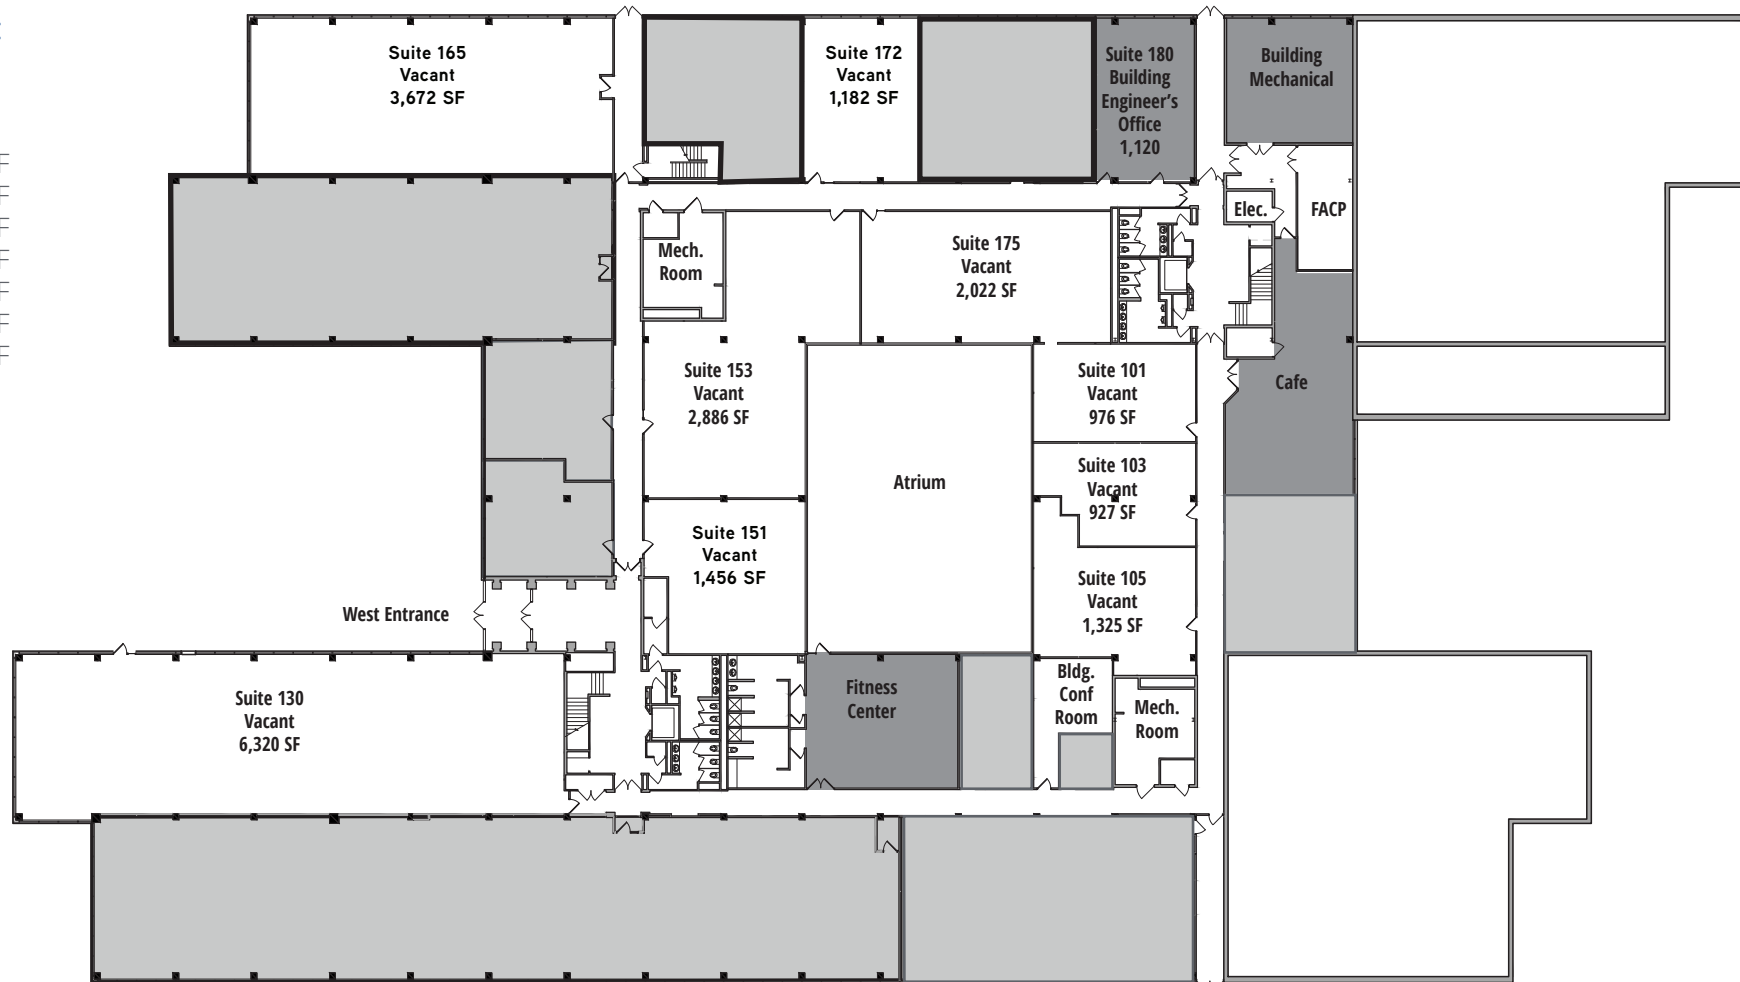 Suite 165
Vacant
3,672 SF
Suite 172
Vacant
1,182 SF
Suite 180
Building
Engineer’s
Office
1,120
Building
Mechanical
Elec.
FACP
Mech.
Room
Suite 175
Vacant
2,022 SF
Suite 153
Vacant
2,886 SF
Suite 101
Vacant
976 SF
Cafe
Atrium
Suite 103
Vacant
927 SF
Suite 151
Vacant
1,456 SF
Suite 105
Vacant
1,325 SF
West Entrance
Suite 130
Vacant
6,320 SF
Fitness
Center
Bldg.
Conf
Room
Mech.
Room